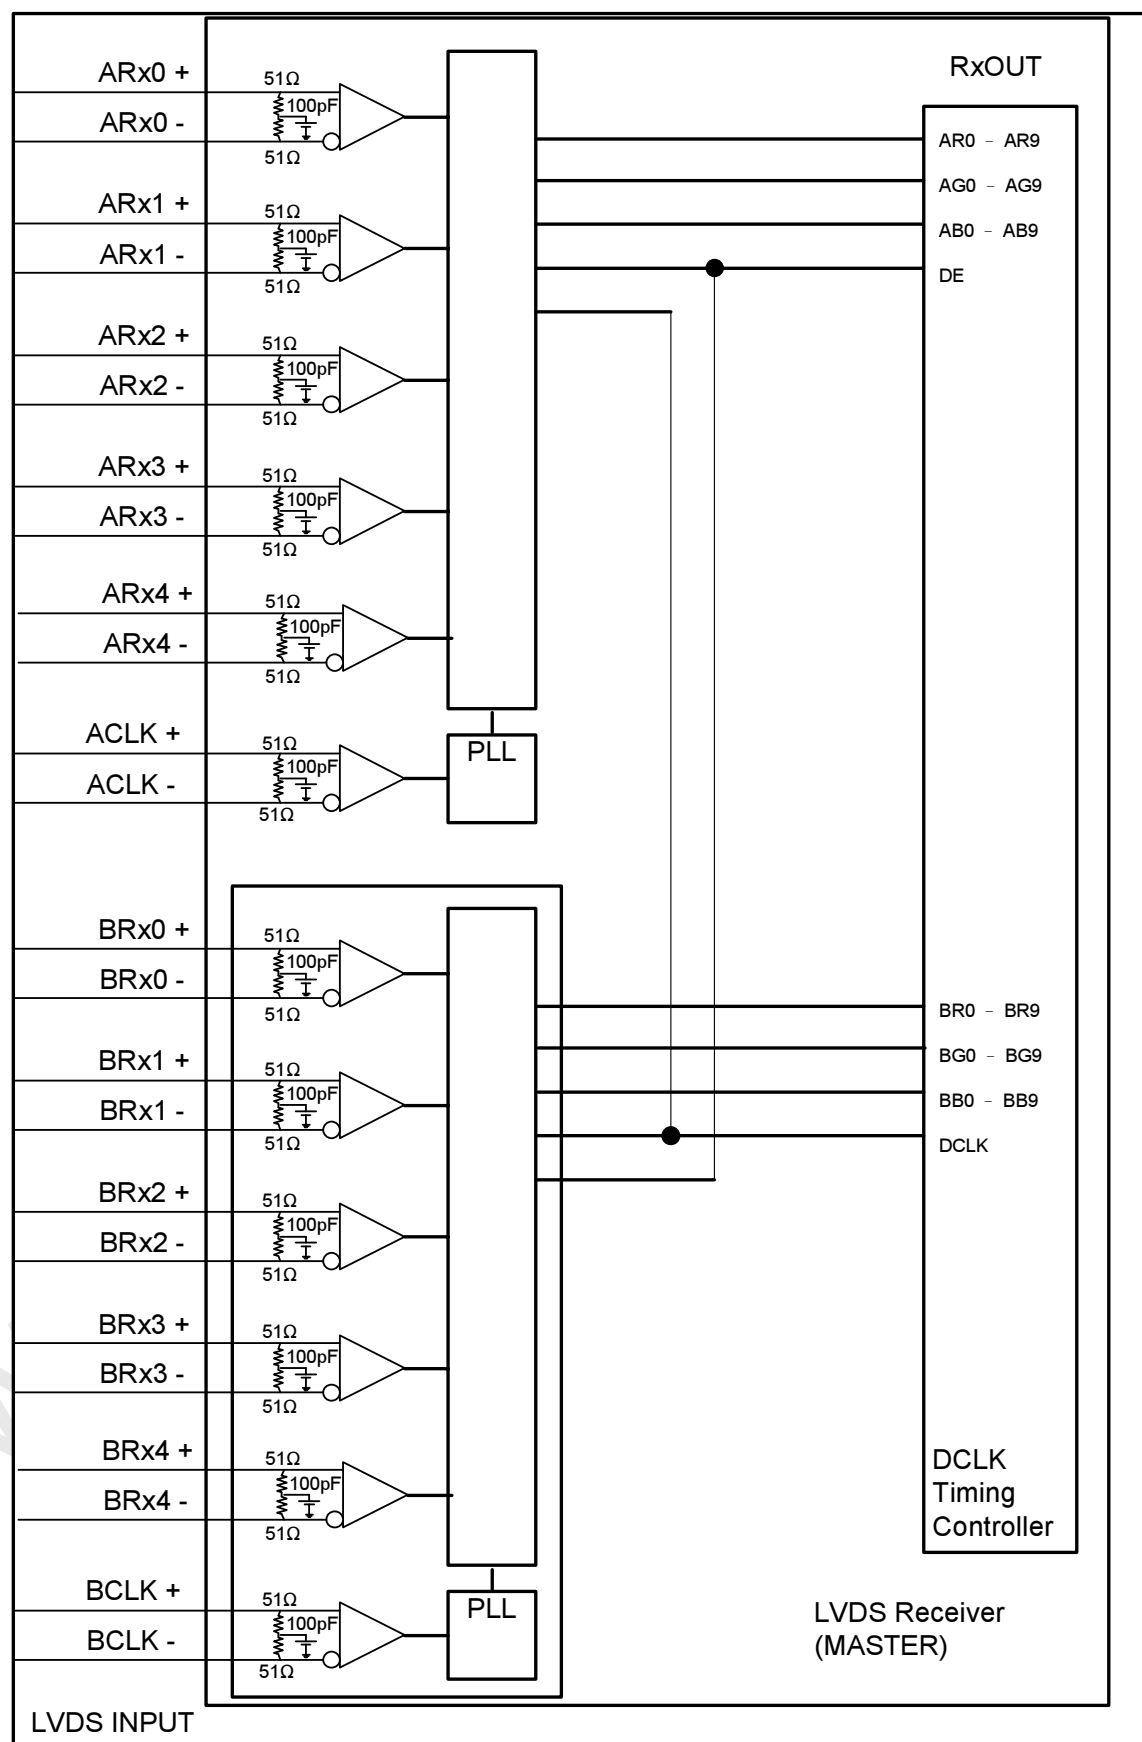 RxOUT
ARx0 +
51Ω
100pF
ARx0 -
51Ω
AR0 – AR9
AG0 – AG9
ARx1 +
51Ω
100pF
ARx1 -
51Ω
AB0 – AB9
DE
ARx2 +
51Ω
100pF
ARx2 -
51Ω
ARx3 +
51Ω
100pF
ARx3 -
51Ω
ARx4 +
51Ω
100pF
ARx4 -
51Ω
ACLK +
51Ω
100pF
ACLK -
51Ω
PLL
BRx0 +
51Ω
100pF
BRx0 -
51Ω
BR0 – BR9
BG0 – BG9
BRx1 +
51Ω
100pF
BRx1 -
51Ω
BB0 – BB9
DCLK
BRx2 +
51Ω
100pF
BRx2 -
51Ω
BRx3 +
51Ω
100pF
BRx3 -
51Ω
BRx4 +
51Ω
100pF
BRx4 -
51Ω
DCLK
Timing
Controller
BCLK +
51Ω
100pF
BCLK -
51Ω
PLL
LVDS Receiver
(MASTER)
LVDS INPUT